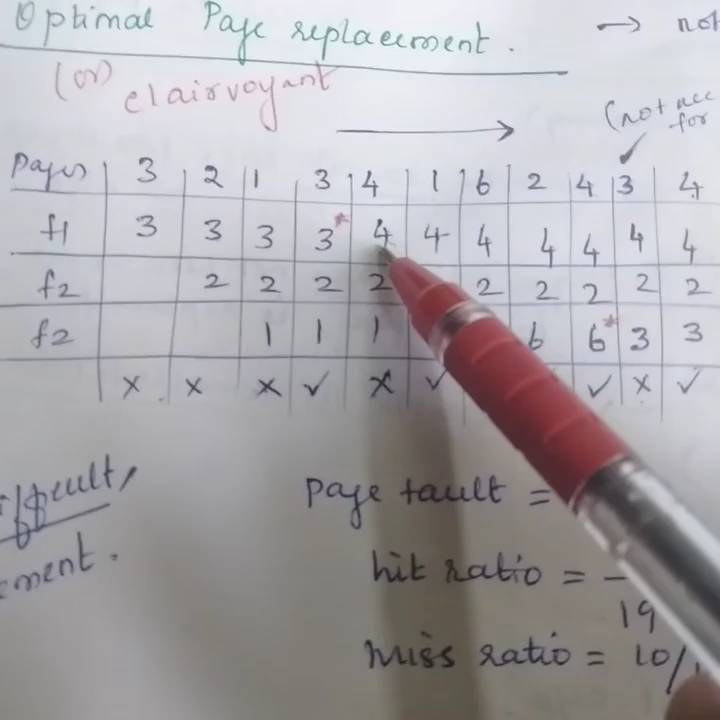 Optimal Page replacement. → not
(or) clairvoyant
(not acc
for
Pages 3 2 1 3 4 1 6 2 4 3 4
f1 3 3 3 3* 4 4 4 4 4 4 4
f2 2 2 2 2 2 2 2 2 2
f2 1 1 1 6 6* 3 3
x x x ✓ x ✓ ✓ x ✓
Page fault =
hit ratio = —
19
Miss ratio = 10/